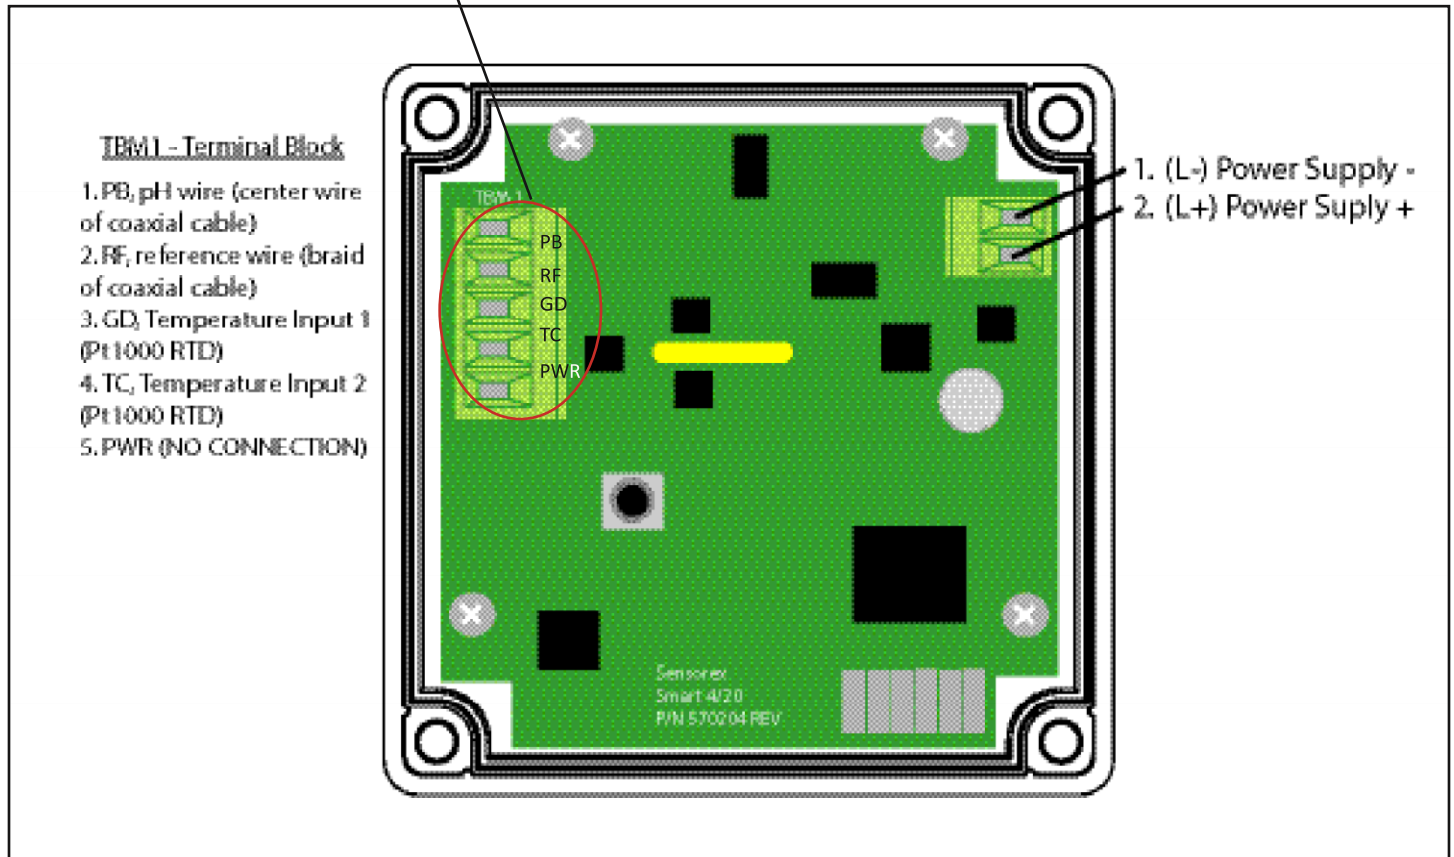 TBM1 - Terminal Block
1. PB, pH wire (center wire
of coaxial cable)
2. RF, reference wire (braid
of coaxial cable)
3. GD, Temperature Input 1
(Pt1000 RTD)
4. TC, Temperature Input 2
(Pt1000 RTD)
5. PWR (NO CONNECTION)
TBM 1
PB
RF
GD
TC
PWR
1. (L-) Power Supply -
2. (L+) Power Suply +
Sensorex
Smart 4/20
P/N 570204 REV